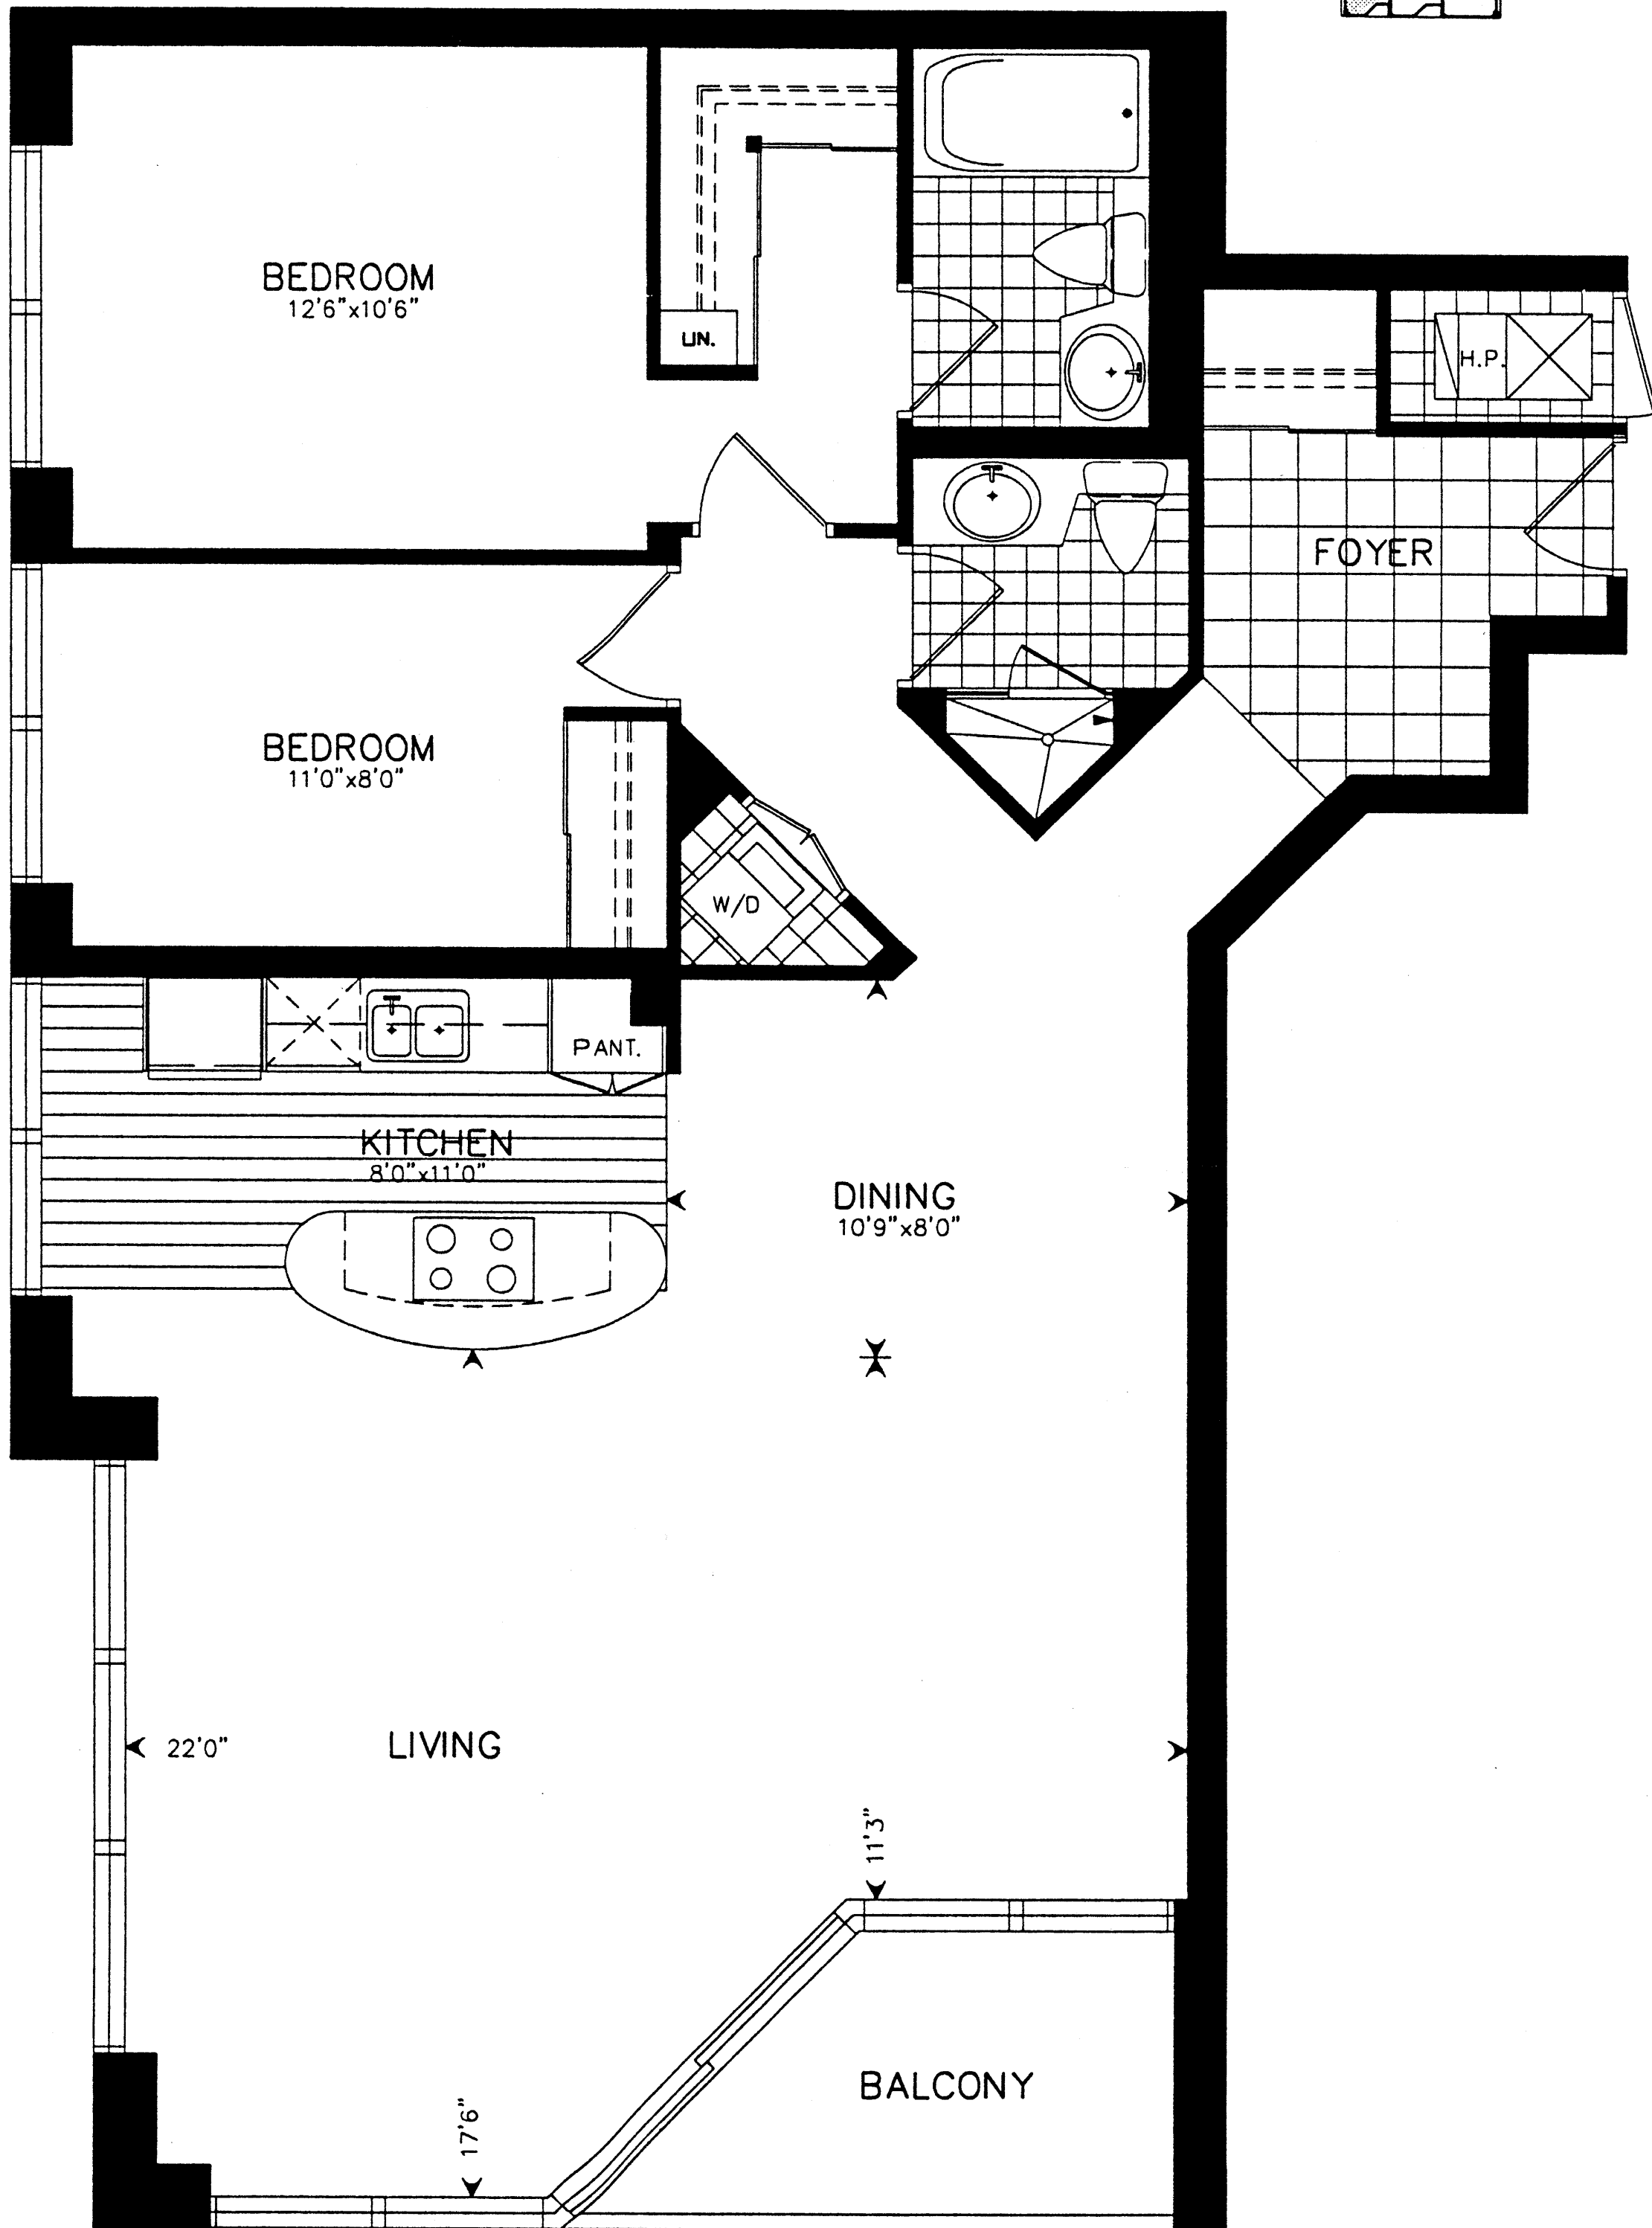 BEDROOM
12'6"x10'6"
LIN.
H.P.
FOYER
BEDROOM
11'0"x8'0"
W/D
PANT.
KITCHEN
8'0"x11'0"
DINING
10'9"x8'0"
22'0"
LIVING
11'3"
BALCONY
17'6"